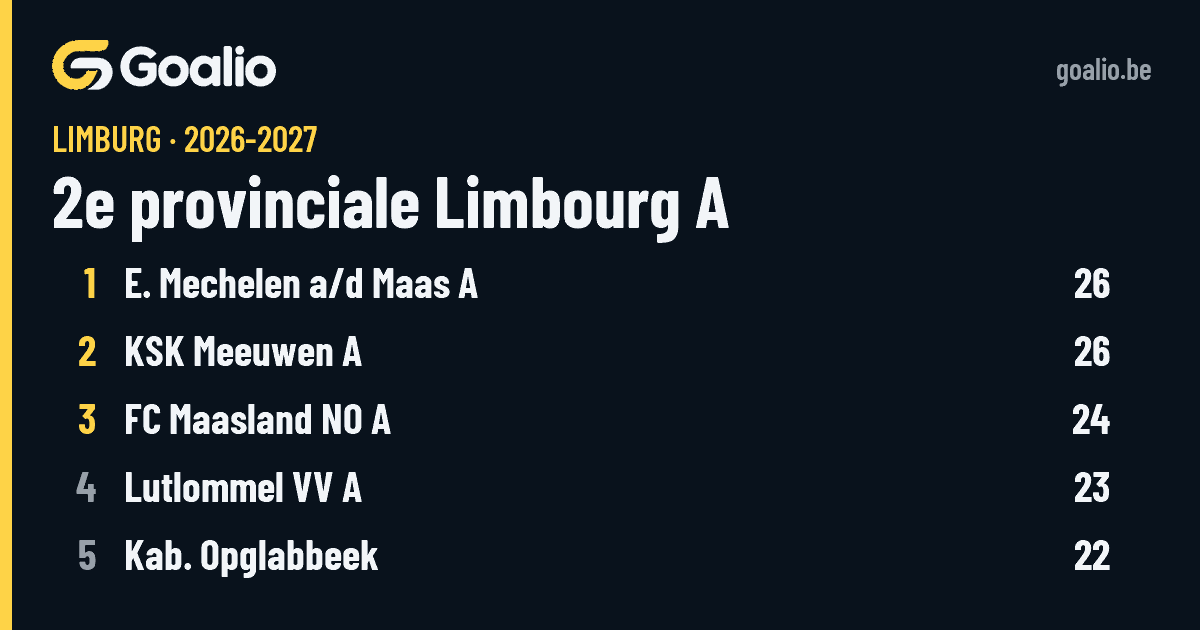 Goalio goalio.be
LIMBURG · 2026-2027
2e provinciale Limbourg A
1 E. Mechelen a/d Maas A 26
2 KSK Meeuwen A 26
3 FC Maasland NO A 24
4 Lutlommel VV A 23
5 Kab. Opglabbeek 22